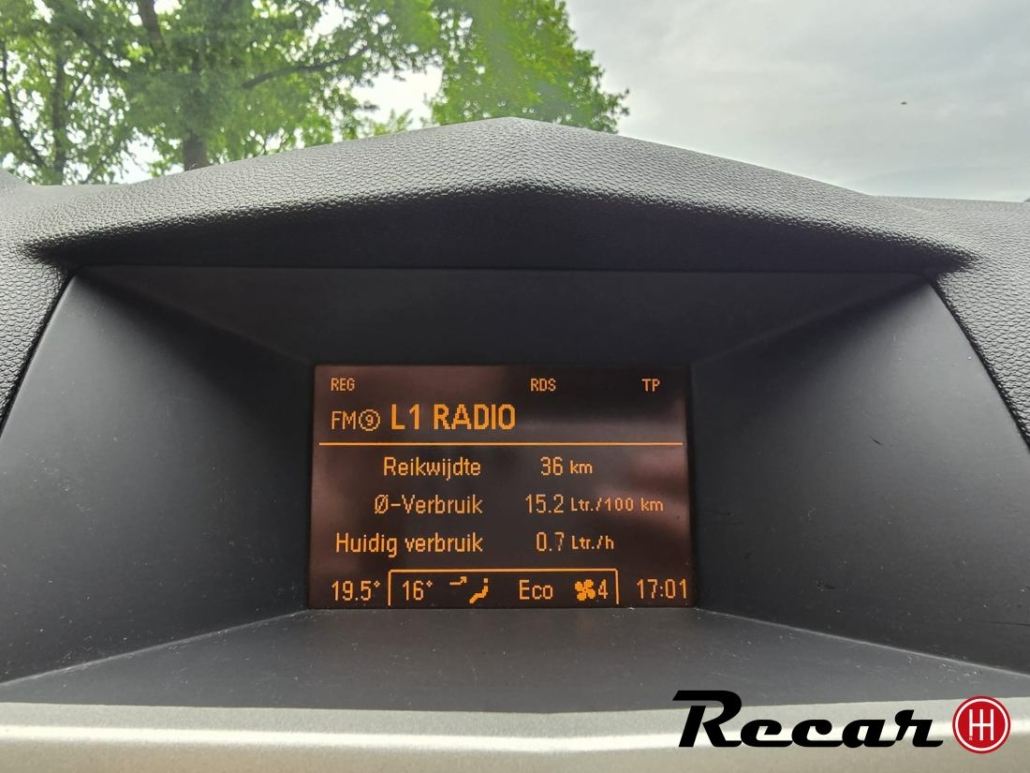 REG RDS TP
FM⑨ L1 RADIO
Reikwijdte 36 km
Ø-Verbruik 15.2 Ltr./100 km
Huidig verbruik 0.7 Ltr./h
19.5° 16° Eco 4 17:01
Recar